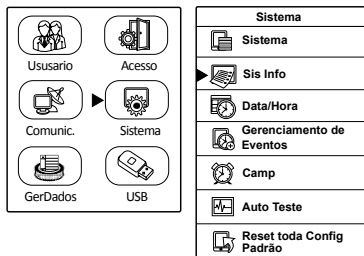 Ususario
Acesso
Comunic.
Sistema
GerDados
USB
Sistema
Sistema
Sis Info
Data/Hora
Gerenciamento de
Eventos
Camp
Auto Teste
Reset toda Config
Padrão